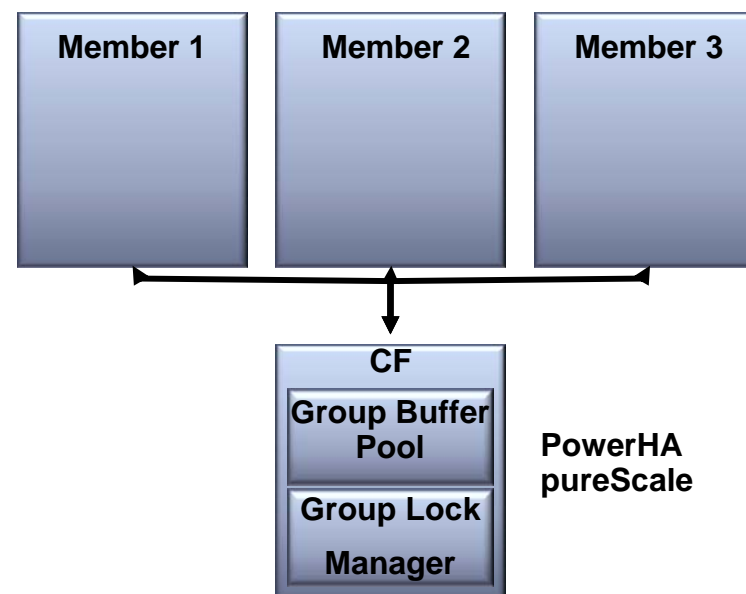 Member 1
Member 2
Member 3
CF
Group Buffer
Pool
PowerHA
pureScale
Group Lock
Manager